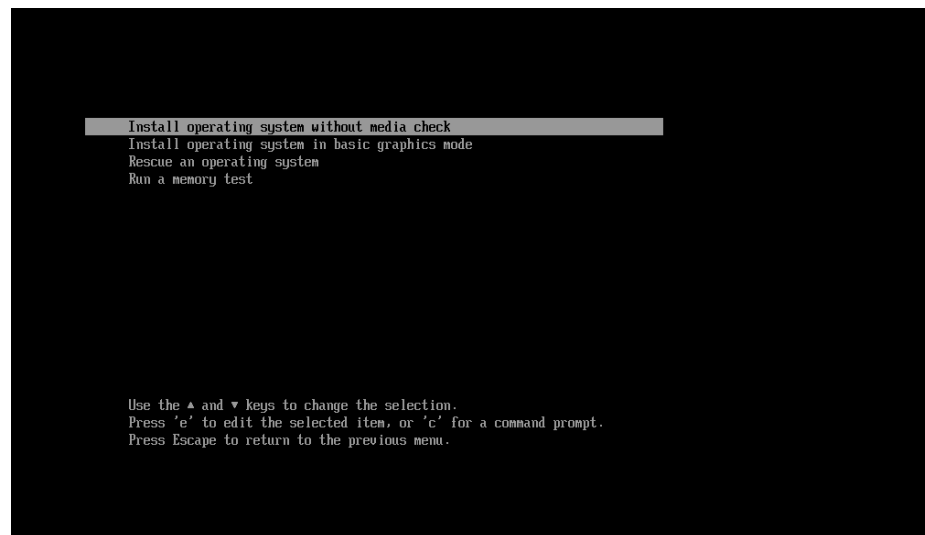 Install operating system without media check
Install operating system in basic graphics mode
Rescue an operating system
Run a memory test
Use the ▲ and ▼ keys to change the selection.
Press 'e' to edit the selected item, or 'c' for a command prompt.
Press Escape to return to the previous menu.